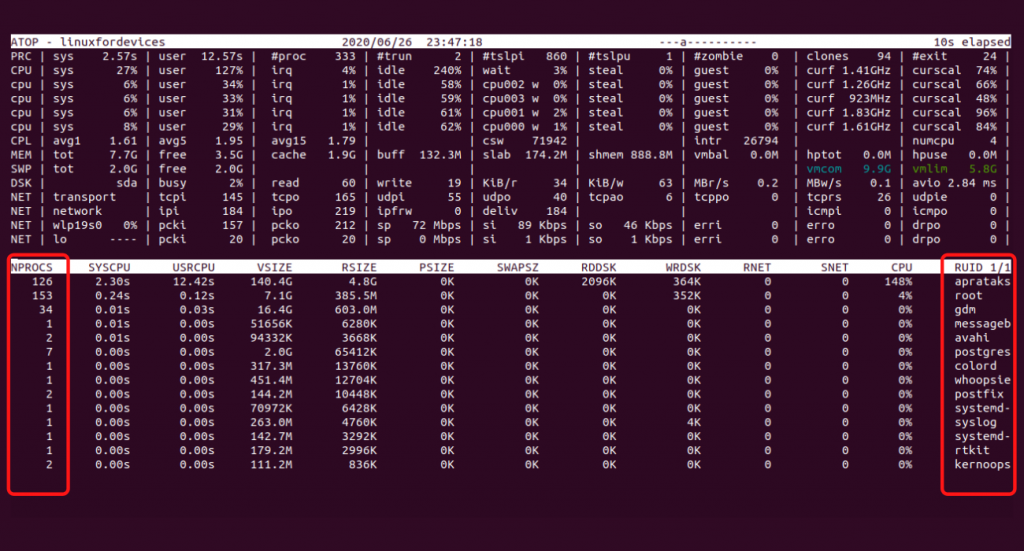 ATOP - linuxfordevices 2020/06/26 23:47:18 ---a---------- 10s elapsed
PRC | sys 2.57s | user 12.57s | #proc 333 | #trun 2 | #tslpi 860 | #tslpu 1 | #zombie 0 | clones 94 | #exit 24 |
CPU | sys 27% | user 127% | irq 4% | idle 240% | wait 3% | steal 0% | guest 0% | curf 1.41GHz | curscal 74% |
cpu | sys 6% | user 34% | irq 1% | idle 58% | cpu002 w 0% | steal 0% | guest 0% | curf 1.26GHz | curscal 66% |
cpu | sys 6% | user 33% | irq 1% | idle 59% | cpu003 w 0% | steal 0% | guest 0% | curf 923MHz | curscal 48% |
cpu | sys 6% | user 31% | irq 1% | idle 61% | cpu001 w 2% | steal 0% | guest 0% | curf 1.83GHz | curscal 96% |
cpu | sys 8% | user 29% | irq 1% | idle 62% | cpu000 w 1% | steal 0% | guest 0% | curf 1.61GHz | curscal 84% |
CPL | avg1 1.61 | avg5 1.95 | avg15 1.79 | | csw 71942 | | intr 26794 | | numcpu 4 |
MEM | tot 7.7G | free 3.5G | cache 1.9G | buff 132.3M | slab 174.2M | shmem 888.8M | vmbal 0.0M | hptot 0.0M | hpuse 0.0M |
SWP | tot 2.0G | free 2.0G | | | | | | vmcom 9.9G | vmlim 5.8G |
DSK | sda | busy 2% | read 60 | write 19 | KiB/r 34 | KiB/w 63 | MBr/s 0.2 | MBw/s 0.1 | avio 2.84 ms |
NET | transport | tcpi 145 | tcpo 165 | udpi 55 | udpo 40 | tcpao 6 | tcppo 0 | tcprs 26 | udpie 0 |
NET | network | ipi 184 | ipo 219 | ipfrw 0 | deliv 184 | | | icmpi 0 | icmpo 0 |
NET | wlp19s0 0% | pcki 157 | pcko 212 | sp 72 Mbps | si 89 Kbps | so 46 Kbps | erri 0 | erro 0 | drpo 0 |
NET | lo ---- | pcki 20 | pcko 20 | sp 0 Mbps | si 1 Kbps | so 1 Kbps | erri 0 | erro 0 | drpo 0 |
NPROCS SYSCPU USRCPU VSIZE RSIZE PSIZE SWAPSZ RDDSK WRDSK RNET SNET CPU RUID 1/1
126 2.30s 12.42s 140.4G 4.8G 0K 0K 2096K 364K 0 0 148% aprataks
153 0.24s 0.12s 7.1G 385.5M 0K 0K 0K 352K 0 0 4% root
34 0.01s 0.03s 16.4G 603.0M 0K 0K 0K 0K 0 0 0% gdm
1 0.01s 0.00s 51656K 6280K 0K 0K 0K 0K 0 0 0% messageb
2 0.01s 0.00s 94332K 3668K 0K 0K 0K 0K 0 0 0% avahi
7 0.00s 0.00s 2.0G 65412K 0K 0K 0K 0K 0 0 0% postgres
1 0.00s 0.00s 317.3M 13760K 0K 0K 0K 0K 0 0 0% colord
1 0.00s 0.00s 451.4M 12704K 0K 0K 0K 0K 0 0 0% whoopsie
2 0.00s 0.00s 144.2M 10448K 0K 0K 0K 0K 0 0 0% postfix
1 0.00s 0.00s 70972K 6428K 0K 0K 0K 0K 0 0 0% systemd-
1 0.00s 0.00s 263.0M 4760K 0K 0K 0K 4K 0 0 0% syslog
1 0.00s 0.00s 142.7M 3292K 0K 0K 0K 0K 0 0 0% systemd-
1 0.00s 0.00s 179.2M 2996K 0K 0K 0K 0K 0 0 0% rtkit
2 0.00s 0.00s 111.2M 836K 0K 0K 0K 0K 0 0 0% kernoops